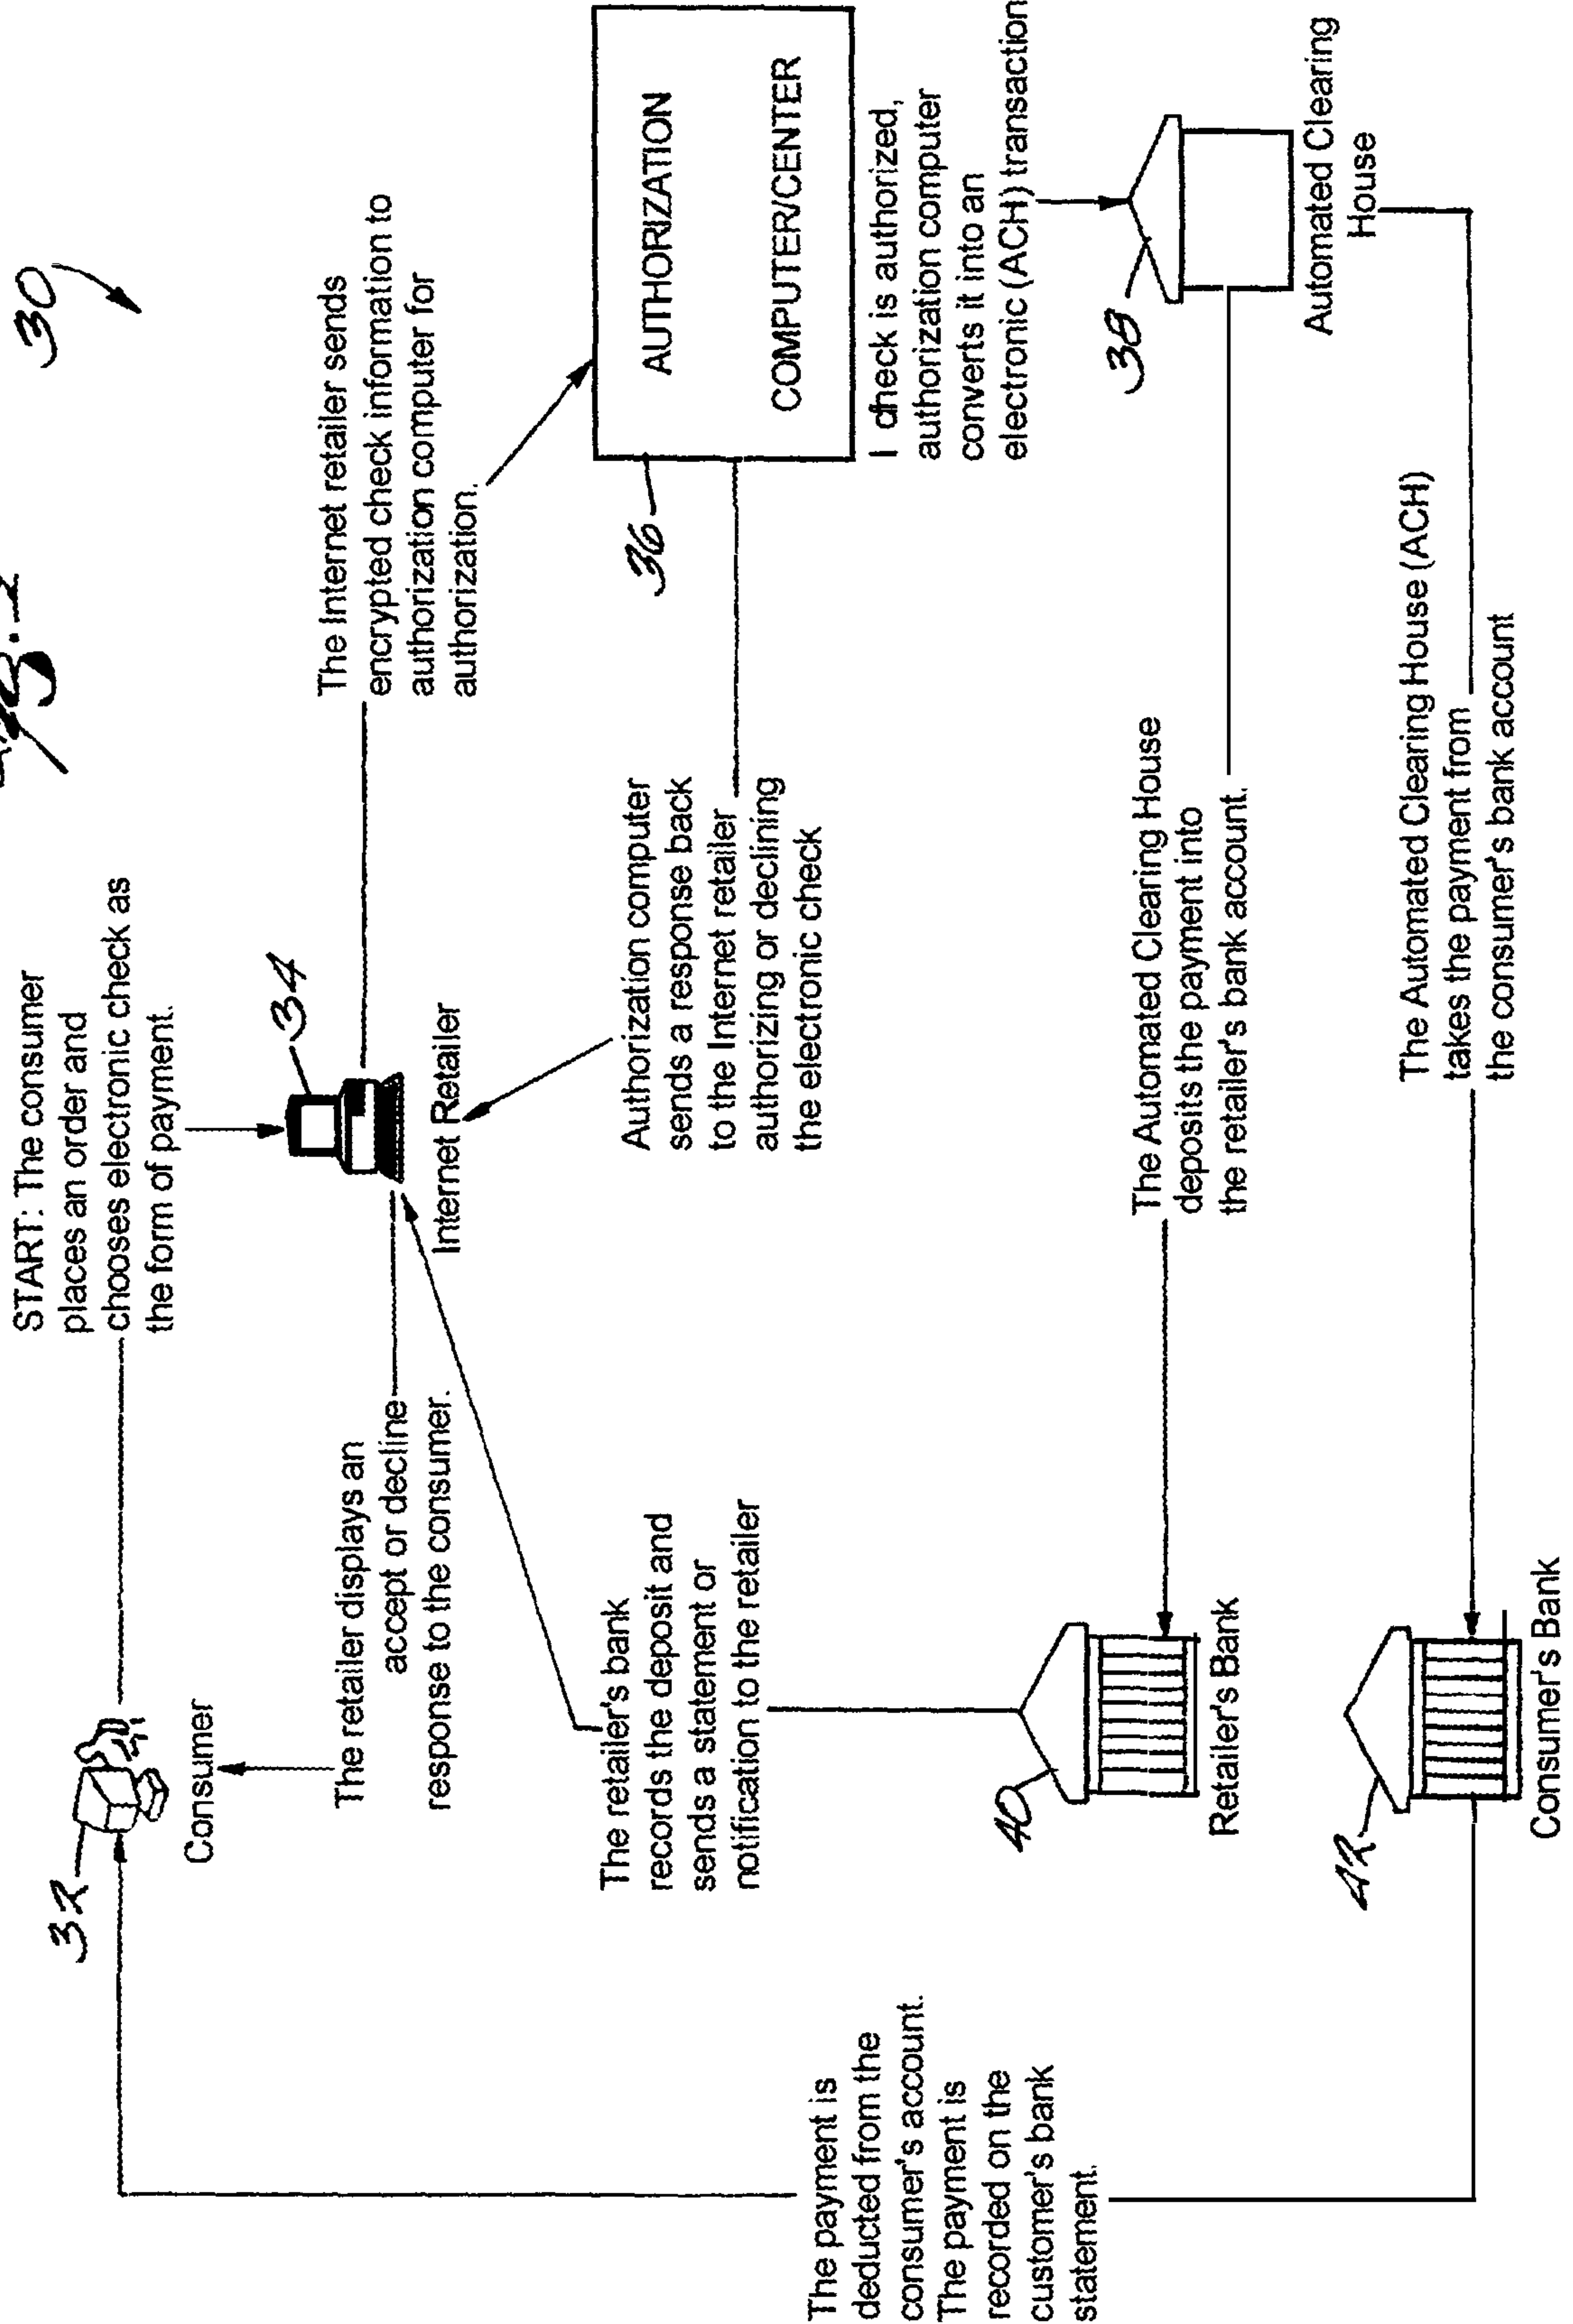 30
START: The consumer
places an order and
chooses electronic check as
the form of payment.
32
Consumer
34
Internet Retailer
The Internet retailer sends
encrypted check information to
authorization computer for
authorization.
The retailer displays an
accept or decline
response to the consumer.
36
AUTHORIZATION
COMPUTER/CENTER
Authorization computer
sends a response back
to the Internet retailer
authorizing or declining
the electronic check
The retailer's bank
records the deposit and
sends a statement or
notification to the retailer
I check is authorized,
authorization computer
converts it into an
electronic (ACH) transaction
The payment is
deducted from the
consumer's account.
The payment is
recorded on the
customer's bank
statement.
40
Retailer's Bank
The Automated Clearing House
deposits the payment into
the retailer's bank account.
38
Automated Clearing
House
42
Consumer's Bank
The Automated Clearing House (ACH)
takes the payment from
the consumer's bank account